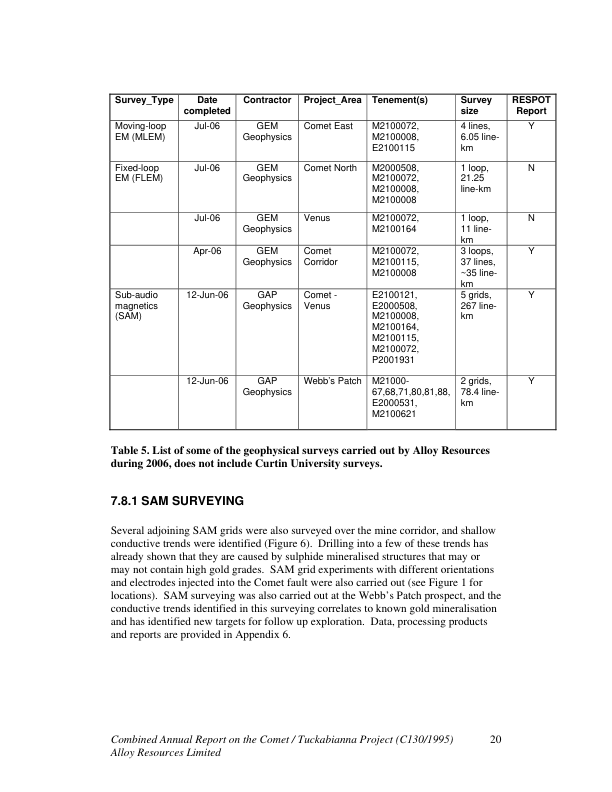 Survey_Type Date completed Contractor Project_Area Tenement(s) Survey size RESPOT Report
Moving-loop EM (MLEM) Jul-06 GEM Geophysics Comet East M2100072, M2100008, E2100115 4 lines, 6.05 line-km Y
Fixed-loop EM (FLEM) Jul-06 GEM Geophysics Comet North M2000508, M2100072, M2100008, M2100008 1 loop, 21.25 line-km N
Jul-06 GEM Geophysics Venus M2100072, M2100164 1 loop, 11 line-km N
Apr-06 GEM Geophysics Comet Corridor M2100072, M2100115, M2100008 3 loops, 37 lines, ~35 line-km Y
Sub-audio magnetics (SAM) 12-Jun-06 GAP Geophysics Comet - Venus E2100121, E2000508, M2100008, M2100164, M2100115, M2100072, P2001931 5 grids, 267 line-km Y
12-Jun-06 GAP Geophysics Webb's Patch M21000-67,68,71,80,81,88, E2000531, M2100621 2 grids, 78.4 line-km Y
Table 5. List of some of the geophysical surveys carried out by Alloy Resources
during 2006, does not include Curtin University surveys.
7.8.1 SAM SURVEYING
Several adjoining SAM grids were also surveyed over the mine corridor, and shallow
conductive trends were identified (Figure 6). Drilling into a few of these trends has
already shown that they are caused by sulphide mineralised structures that may or
may not contain high gold grades. SAM grid experiments with different orientations
and electrodes injected into the Comet fault were also carried out (see Figure 1 for
locations). SAM surveying was also carried out at the Webb's Patch prospect, and the
conductive trends identified in this surveying correlates to known gold mineralisation
and has identified new targets for follow up exploration. Data, processing products
and reports are provided in Appendix 6.
Combined Annual Report on the Comet / Tuckabianna Project (C130/1995) 20
Alloy Resources Limited